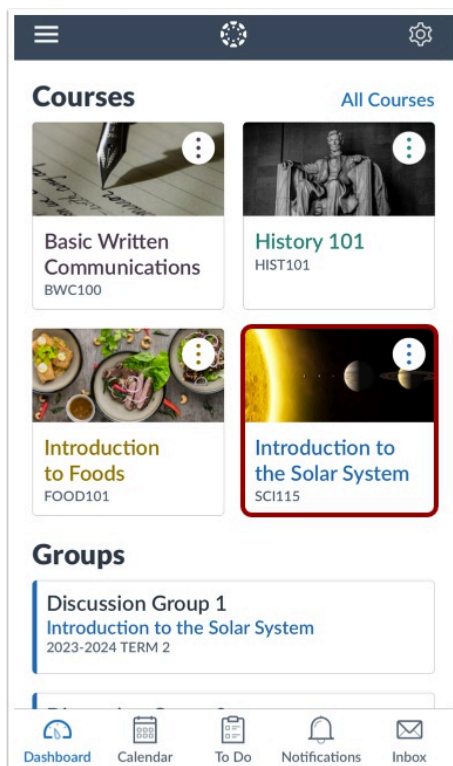 Courses
All Courses
Basic Written
Communications
BWC100
History 101
HIST101
Introduction
to Foods
FOOD101
Introduction to
the Solar System
SCI115
Groups
Discussion Group 1
Introduction to the Solar System
2023-2024 TERM 2
Dashboard
Calendar
To Do
Notifications
Inbox